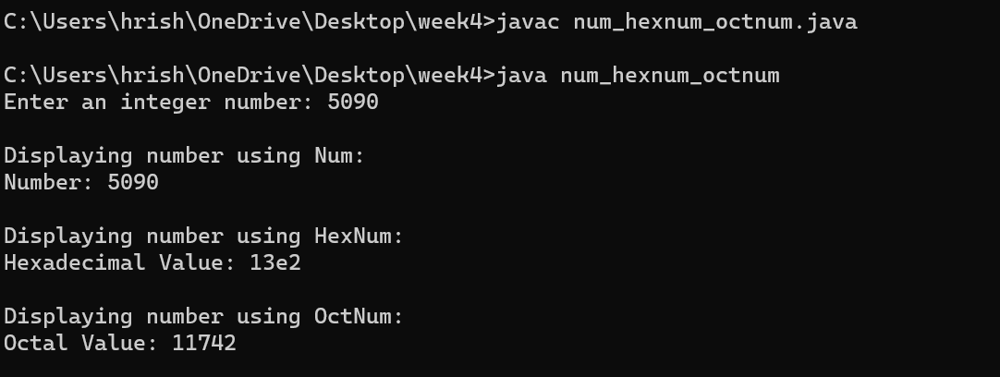 C:\Users\hrish\OneDrive\Desktop\week4>javac num_hexnum_octnum.java
C:\Users\hrish\OneDrive\Desktop\week4>java num_hexnum_octnum
Enter an integer number: 5090
Displaying number using Num:
Number: 5090
Displaying number using HexNum:
Hexadecimal Value: 13e2
Displaying number using OctNum:
Octal Value: 11742